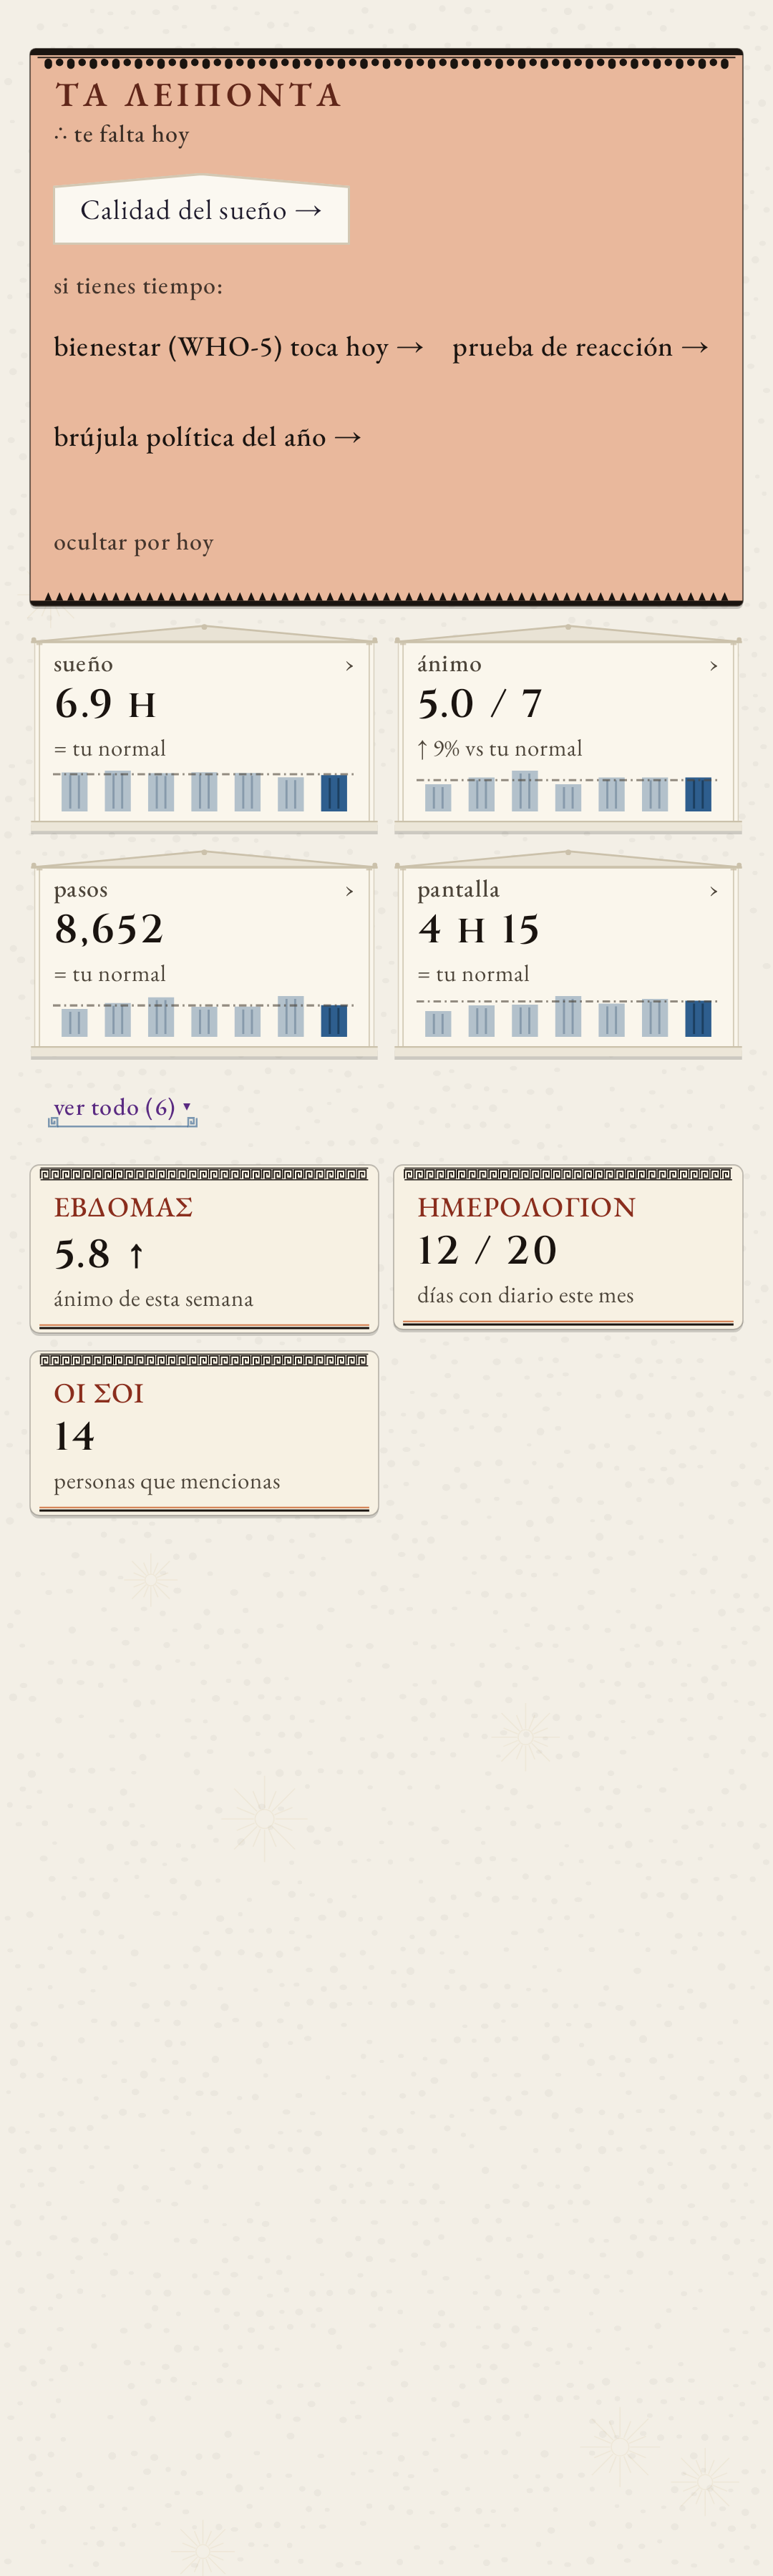 ΤΑ ΛΕΙΠΟΝΤΑ
∴ te falta hoy
Calidad del sueño →
si tienes tiempo:
bienestar (WHO-5) toca hoy → prueba de reacción →
brújula política del año →
ocultar por hoy
sueño ›
6.9 H
= tu normal
ánimo ›
5.0 / 7
↑ 9% vs tu normal
pasos ›
8,652
= tu normal
pantalla ›
4 H 15
= tu normal
ver todo (6) ▾
ΕΒΔΟΜΑΣ
5.8 ↑
ánimo de esta semana
ΗΜΕΡΟΛΟΓΙΟΝ
12 / 20
días con diario este mes
ΟΙ ΣΟΙ
14
personas que mencionas